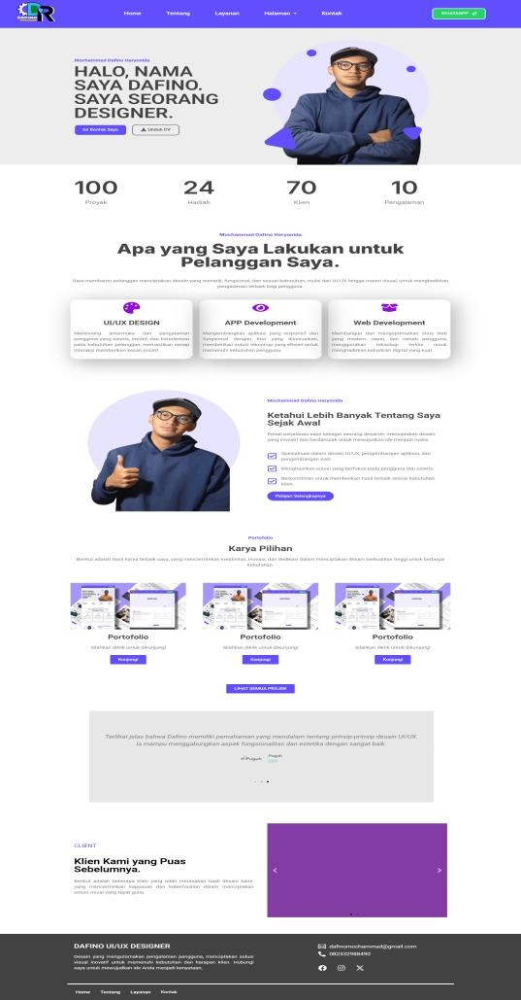 DAFINO
Home Tentang Layanan Halaman Kontak
WHATSAPP
Mochammad Dafino Haryonida
HALO, NAMA
SAYA DAFINO.
SAYA SEORANG
DESIGNER.
Kontak Saya
Unduh CV
100 24 70 10
Proyek Hadiah Klien Pengalaman
Mochammad Dafino Haryonida
Apa yang Saya Lakukan untuk
Pelanggan Saya.
Saya membantu pelanggan menciptakan desain yang menarik, fungsional, dan sesuai kebutuhan, mulai dari UI/UX hingga materi visual, untuk menghadirkan
pengalaman terbaik bagi pengguna.
UI/UX DESIGN
Merancang antarmuka dan pengalaman
pengguna yang estetis, intuitif, dan berorientasi
pada kebutuhan pelanggan, memastikan setiap
interaksi memberikan kesan positif.
APP Development
Mengembangkan aplikasi yang responsif dan
fungsional dengan fitur yang disesuaikan,
memberikan solusi teknologi yang efisien untuk
memenuhi kebutuhan pengguna.
Web Development
Membangun dan mengoptimalkan situs web
yang modern, cepat, dan ramah pengguna,
menggunakan teknologi terkini untuk
menghadirkan kehadiran digital yang kuat.
Mochammad Dafino Haryonida
Ketahui Lebih Banyak Tentang Saya
Sejak Awal
Kenali perjalanan saya sebagai seorang desainer, menciptakan desain
yang inovatif dan berdampak untuk mewujudkan ide menjadi nyata.
Spesialisasi dalam desain UI/UX, pengembangan aplikasi, dan
pengembangan web.
Menghasilkan solusi yang berfokus pada pengguna dan estetis.
Berkomitmen untuk memberikan hasil terbaik sesuai kebutuhan
klien.
Pelajari Selengkapnya
Portofolio
Karya Pilihan
Berikut adalah hasil karya terbaik saya, yang mencerminkan kreativitas, inovasi, dan dedikasi dalam menciptakan desain berkualitas tinggi untuk berbagai
kebutuhan.
Portofolio Portofolio Portofolio
Silahkan diklik untuk dikunjungi Silahkan diklik untuk dikunjungi Silahkan diklik untuk dikunjungi
Kunjungi Kunjungi Kunjungi
LIHAT SEMUA PROJEK
Terlihat jelas bahwa Dafino memiliki pemahaman yang mendalam tentang prinsip-prinsip desain UI/UX.
Ia mampu menggabungkan aspek fungsionalitas dan estetika dengan sangat baik.
Puguh Puguh
CEO
CLIENT
Klien Kami yang Puas
Sebelumnya.
Berikut adalah beberapa klien yang telah merasakan hasil desain kami,
yang mencerminkan kepuasan dan keberhasilan dalam menciptakan
solusi visual yang tepat guna.
DAFINO UI/UX DESIGNER
Desain yang mengutamakan pengalaman pengguna, menciptakan solusi
visual inovatif untuk memenuhi kebutuhan dan harapan klien. Hubungi
saya untuk mewujudkan ide Anda menjadi kenyataan.
dafinomochammad@gmail.com
082332988490
Home Tentang Layanan Kontak